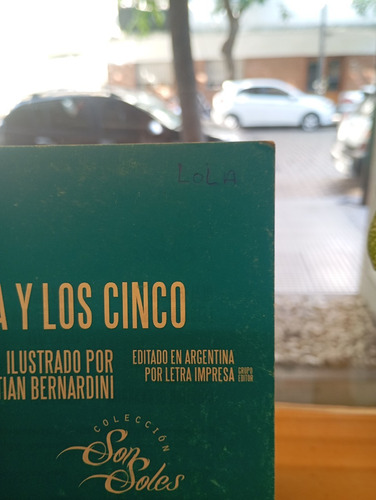 LOLA
A Y LOS CINCO
ILUSTRADO POR
TIAN BERNARDINI
EDITADO EN ARGENTINA
POR LETRA IMPRESA GRUPO EDITOR
COLECCIÓN
Son
Soles